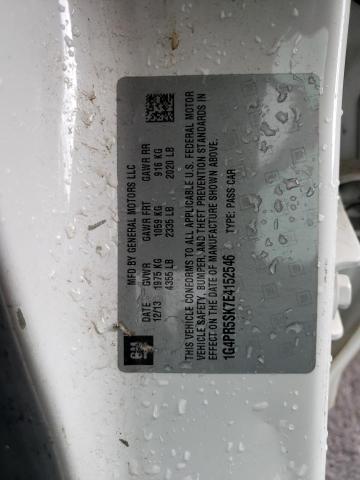 MFD BY GENERAL MOTORS LLC
DATE GVWR GAWR FRT GAWR RR
12/13 1975 KG 1059 KG 916 KG
4355 LB 2335 LB 2020 LB
THIS VEHICLE CONFORMS TO ALL APPLICABLE U.S. FEDERAL MOTOR
VEHICLE SAFETY, BUMPER, AND THEFT PREVENTION STANDARDS IN
EFFECT ON THE DATE OF MANUFACTURE SHOWN ABOVE.
1G4PR5SK7E4152546 TYPE: PASS CAR
GM